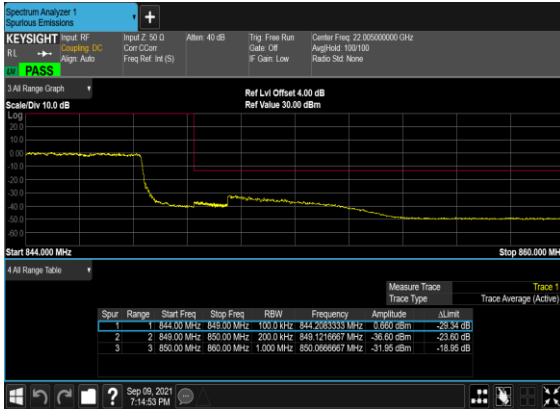 Spectrum Analyzer 1
Spurious Emissions
+
KEYSIGHT Input: RF Input Z: 50 Ω Atten: 40 dB Trig: Free Run Center Freq: 22.005000000 GHz
RL Coupling: DC Corr CCorr Gate: Off Avg|Hold: 100/100
Align: Auto Freq Ref: Int (S) IF Gain: Low Radio Std: None
PASS
3 All Range Graph
Ref Lvl Offset 4.00 dB
Scale/Div 10.0 dB Ref Value 30.00 dBm
Log
20.0
10.0
0.00
-10.0
-20.0
-30.0
-40.0
-50.0
-60.0
Start 844.000 MHz Stop 860.000 MH
4 All Range Table
Measure Trace Trace 1
Trace Type Trace Average (Active)
Spur Range Start Freq Stop Freq RBW Frequency Amplitude ΔLimit
1 1 844.00 MHz 849.00 MHz 100.0 kHz 844.2083333 MHz 0.660 dBm -29.34 dB
2 2 849.00 MHz 850.00 MHz 200.0 kHz 849.1216667 MHz -36.60 dBm -23.60 dB
3 3 850.00 MHz 860.00 MHz 1.000 MHz 850.0666667 MHz -31.95 dBm -18.95 dB
? Sep 09, 2021
7:14:53 PM